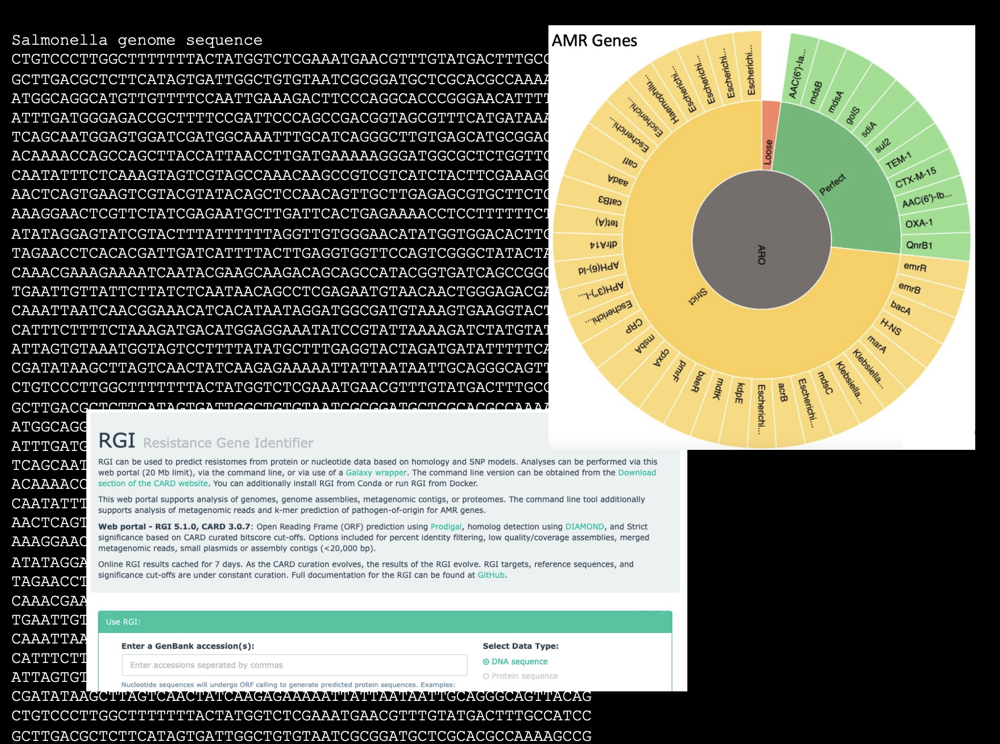 Salmonella genome sequence
CTGTCCCTTGGCTTTTTTTACTATGGTCTCGAAATGAACGTTTGTATGACTTTGCC
GCTTGACGCTCTTCATAGTGATTGGCTGTGTAATCGCGGATGCTCGCACGCCAAAA
ATGGCAGGCATGTTGTTTTCCAATTGAAAGACTTCCCAGGCACCCGGGAACATTTT
ATTTGATGGGAGACCGCTTTTCCGATTCCCAGCCGACGGTAGCGTTTCATGATAAA
TCAGCAATGGAGTGGATCGATGGCAAATTTGCATCAGGGCTTGTGAGCATGCGGAC
ACAAAACCAGCCAGCTTACCATTAACCTTGATGAAAAAGGGATGGCGCTCTGGTTC
CAATATTTCTCAAAGTAGTCGTAGCCAAACAAGCCGTCGTCATCTACTTCGAAAGG
AACTCAGTGAAGTCGTACGTATACAGCTCCAACAGTTGCTTGAGAGCGTGCTTCTG
AAAGGAACTCGTTCTATCGAGAATGCTTGATTCACTGAGAAAACCTCCTTTTTTCT
ATATAGGAGTATCGTACTTTATTTTTTAGGTTGTGGGAACATATGGTGGACACTTC
TAGAACCTCACACGATTGATCATTTTACTTGAGGTGGTTCCAGTCGGGCTATACTA
CAAACGAAAGAAAATCAATACGAAGCAAGACAGCAGCCATACGGTGATCAGCCGGG
TGAATTGTTATTCTTATCTCAATAACAGCCTCGAGAATGTAACAACTGGGAGACGA
CAAATTAATCAACGGAAACATCACATAATAGGATGGCGATGTAAAGTGAAGGTACT
CATTTCTTTTCTAAAGATGACATGGAGGAAATATCCGTATTAAAAGATCTATGTAT
ATTAGTGTAAATGGTAGTCCTTTTATATGCTTTGAGGTACTAGATGATATTTTTCA
CGATATAAGCTTAGTCAACTATCAAGAGAAAAATTATTAATAATTGCAGGGCAGTT
CTGTCCCTTGGCTTTTTTTACTATGGTCTCGAAATGAACGTTTGTATGACTTTGCC
GCTTGACGCTCTTCATAGTGATTGGCTGTGTAATCGCGGATGCTCGCACGCCAAAA
ATGGCAGG
ATTTGATG
TCAGCAAT
ACAAAACC
CAATATTT
AACTCAGT
AAAGGAAC
ATATAGGA
TAGAACCT
CAAACGAA
TGAATTGT
CAAATTAA
CATTTCTT
ATTAGTGT
CGATATAAGCTTAGTCAACTATCAAGAGAAAAATTATTAATAATTGCAGGGCAGTTACAG
CTGTCCCTTGGCTTTTTTTACTATGGTCTCGAAATGAACGTTTGTATGACTTTGCCATCC
GCTTGACGCTCTTCATAGTGATTGGCTGTGTAATCGCGGATGCTCGCACGCCAAAAGCCG
AMR Genes
ARO
Loose
Perfect
Strict
AAC(6')-Ia...
mdsB
mdsA
golS
sdiA
sul2
TEM-1
CTX-M-15
AAC(6')-Ib...
OXA-1
QnrB1
emrR
emrB
bacA
H-NS
marA
Klebsiella...
Klebsiella...
mdsC
Escherichi...
acrB
Escherichi...
kdpE
mdtK
baeR
pmrF
cpxA
msbA
CRP
Escherichi...
APH(3'')-I...
APH(6)-Id
dfrA14
tet(A)
catB3
aadA
catI
Escherichi...
Escherichi...
Haemophilu...
Escherichi...
Escherichi...
Escherichi...
Escherichi...
RGI Resistance Gene Identifier
RGI can be used to predict resistomes from protein or nucleotide data based on homology and SNP models. Analyses can be performed via this
web portal (20 Mb limit), via the command line, or via use of a Galaxy wrapper. The command line version can be obtained from the Download
section of the CARD website. You can additionally install RGI from Conda or run RGI from Docker.
This web portal supports analysis of genomes, genome assemblies, metagenomic contigs, or proteomes. The command line tool additionally
supports analysis of metagenomic reads and k-mer prediction of pathogen-of-origin for AMR genes.
Web portal - RGI 5.1.0, CARD 3.0.7: Open Reading Frame (ORF) prediction using Prodigal, homolog detection using DIAMOND, and Strict
significance based on CARD curated bitscore cut-offs. Options included for percent identity filtering, low quality/coverage assemblies, merged
metagenomic reads, small plasmids or assembly contigs (<20,000 bp).
Online RGI results cached for 7 days. As the CARD curation evolves, the results of the RGI evolve. RGI targets, reference sequences, and
significance cut-offs are under constant curation. Full documentation for the RGI can be found at GitHub.
Use RGI:
Enter a GenBank accession(s):
Enter accessions seperated by commas
Nucleotide sequences will undergo ORF calling to generate predicted protein sequences. Examples:
Select Data Type:
DNA sequence
Protein sequence